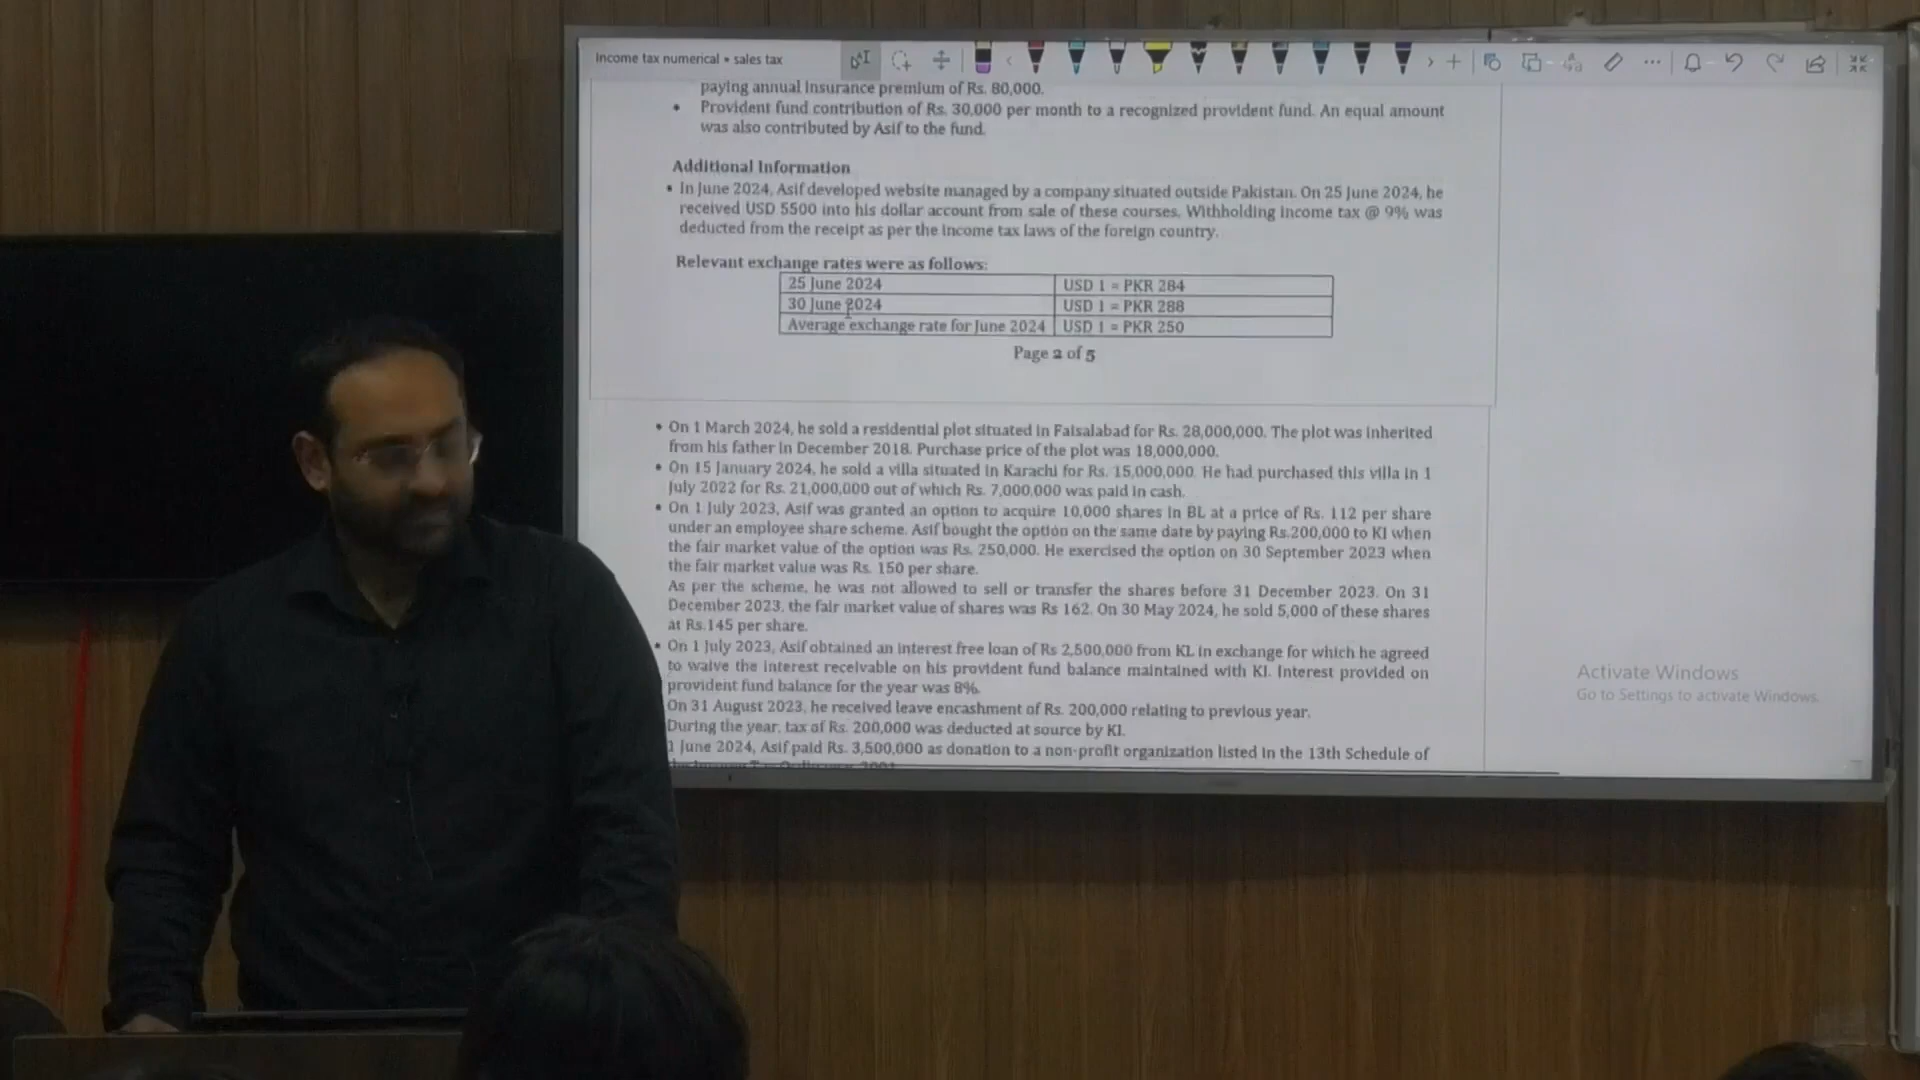 Income tax numerical • sales tax
paying annual insurance premium of Rs. 80,000.
• Provident fund contribution of Rs. 30,000 per month to a recognized provident fund. An equal amount
was also contributed by Asif to the fund.
Additional Information
• In June 2024, Asif developed website managed by a company situated outside Pakistan. On 25 June 2024, he
received USD 5500 into his dollar account from sale of these courses. Withholding income tax @ 9% was
deducted from the receipt as per the income tax laws of the foreign country.
Relevant exchange rates were as follows:
25 June 2024 USD 1 = PKR 284
30 June 2024 USD 1 = PKR 288
Average exchange rate for June 2024 USD 1 = PKR 250
Page 2 of 5
• On 1 March 2024, he sold a residential plot situated in Faisalabad for Rs. 28,000,000. The plot was inherited
from his father in December 2018. Purchase price of the plot was 18,000,000.
• On 15 January 2024, he sold a villa situated in Karachi for Rs. 15,000,000. He had purchased this villa in 1
July 2022 for Rs. 21,000,000 out of which Rs. 7,000,000 was paid in cash.
• On 1 July 2023, Asif was granted an option to acquire 10,000 shares in BL at a price of Rs. 112 per share
under an employee share scheme. Asif bought the option on the same date by paying Rs.200,000 to KI when
the fair market value of the option was Rs. 250,000. He exercised the option on 30 September 2023 when
the fair market value was Rs. 150 per share.
As per the scheme, he was not allowed to sell or transfer the shares before 31 December 2023. On 31
December 2023, the fair market value of shares was Rs 162. On 30 May 2024, he sold 5,000 of these shares
at Rs.145 per share.
• On 1 July 2023, Asif obtained an interest free loan of Rs 2,500,000 from KL in exchange for which he agreed
to waive the interest receivable on his provident fund balance maintained with KI. Interest provided on
provident fund balance for the year was 8%.
On 31 August 2023, he received leave encashment of Rs. 200,000 relating to previous year.
During the year, tax of Rs. 200,000 was deducted at source by KI.
1 June 2024, Asif paid Rs. 3,500,000 as donation to a non-profit organization listed in the 13th Schedule of
Activate Windows
Go to Settings to activate Windows.